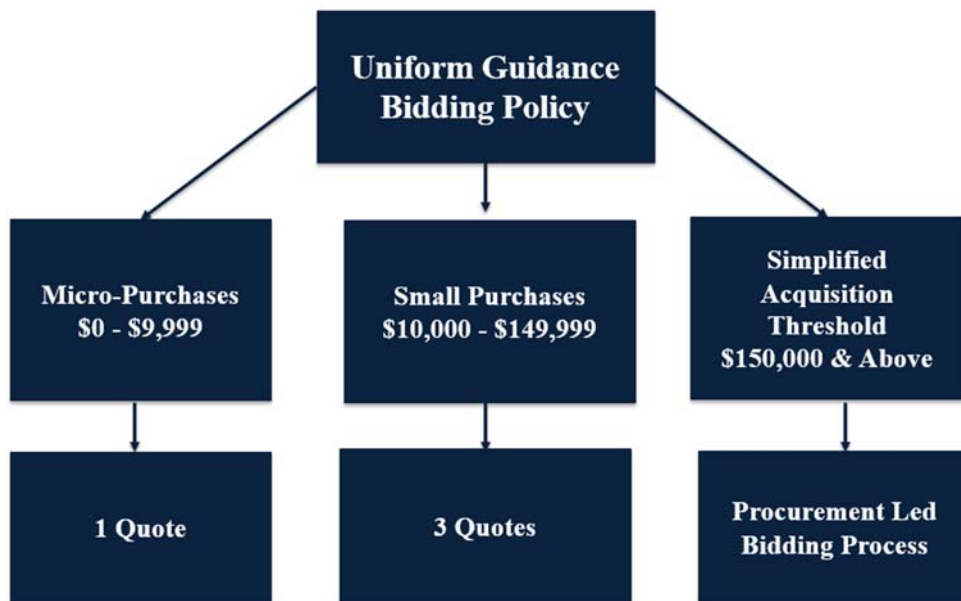 Uniform Guidance
Bidding Policy
Micro-Purchases
$0 - $9,999
Small Purchases
$10,000 - $149,999
Simplified
Acquisition
Threshold
$150,000 & Above
1 Quote
3 Quotes
Procurement Led
Bidding Process